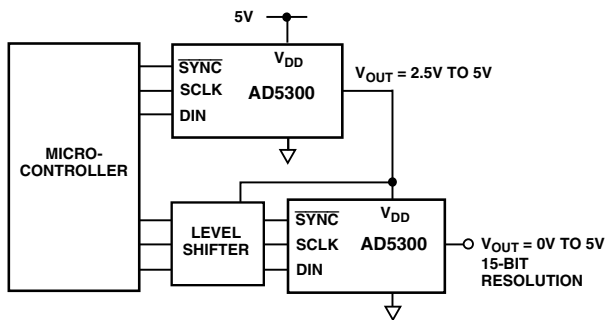 5V
VDD
SYNC
SCLK
DIN
AD5300
VOUT = 2.5V TO 5V
MICRO-
CONTROLLER
LEVEL
SHIFTER
VDD
SYNC
SCLK
DIN
AD5300
VOUT = 0V TO 5V
15-BIT
RESOLUTION